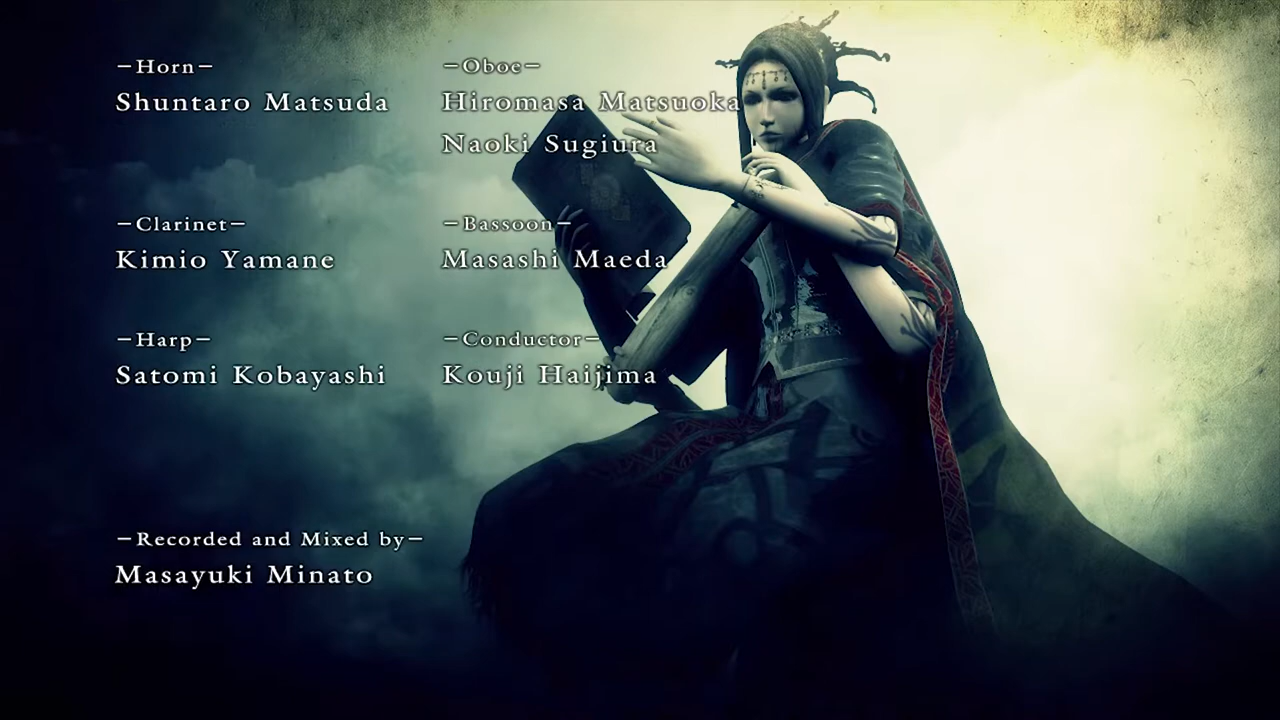 —Horn—
Shuntaro Matsuda
—Oboe—
Hiromasa Matsuoka
Naoki Sugiura
—Clarinet—
Kimio Yamane
—Bassoon—
Masashi Maeda
—Harp—
Satomi Kobayashi
—Conductor—
Kouji Haijima
—Recorded and Mixed by—
Masayuki Minato